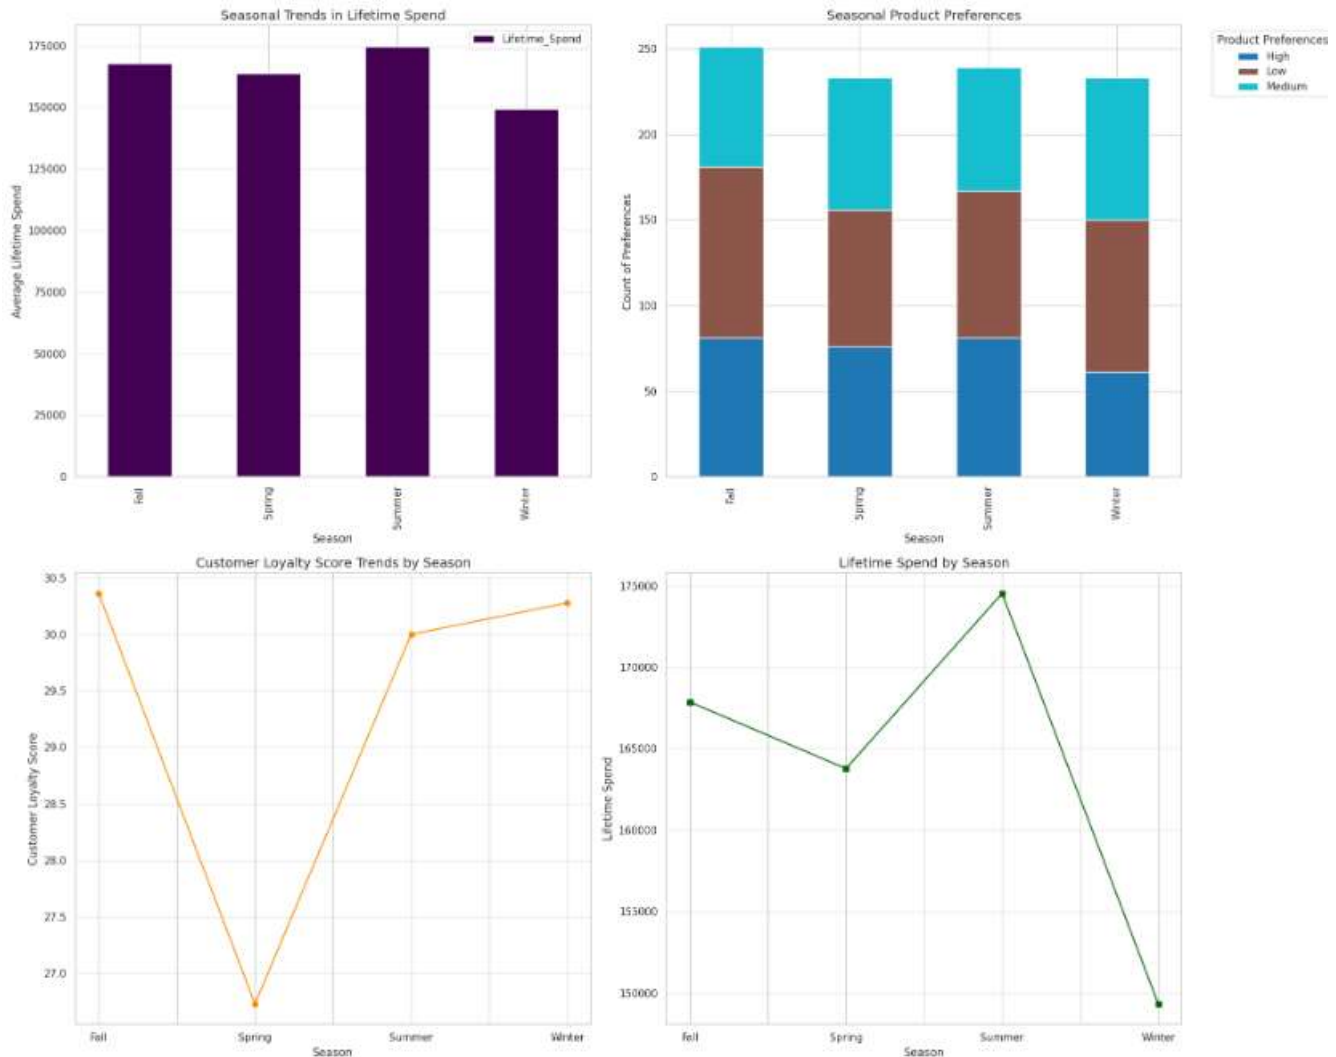 Seasonal Trends in Lifetime Spend
Lifetime_Spend
Average Lifetime Spend
175000
150000
125000
100000
75000
50000
25000
0
Fall
Spring
Summer
Winter
Season
Seasonal Product Preferences
Product Preferences
High
Low
Medium
Count of Preferences
250
200
150
100
50
0
Fall
Spring
Summer
Winter
Season
Customer Loyalty Score Trends by Season
Customer Loyalty Score
30.5
30.0
29.5
29.0
28.5
28.0
27.5
27.0
Fall
Spring
Summer
Winter
Season
Lifetime Spend by Season
Lifetime Spend
175000
170000
165000
160000
155000
150000
Fall
Spring
Summer
Winter
Season